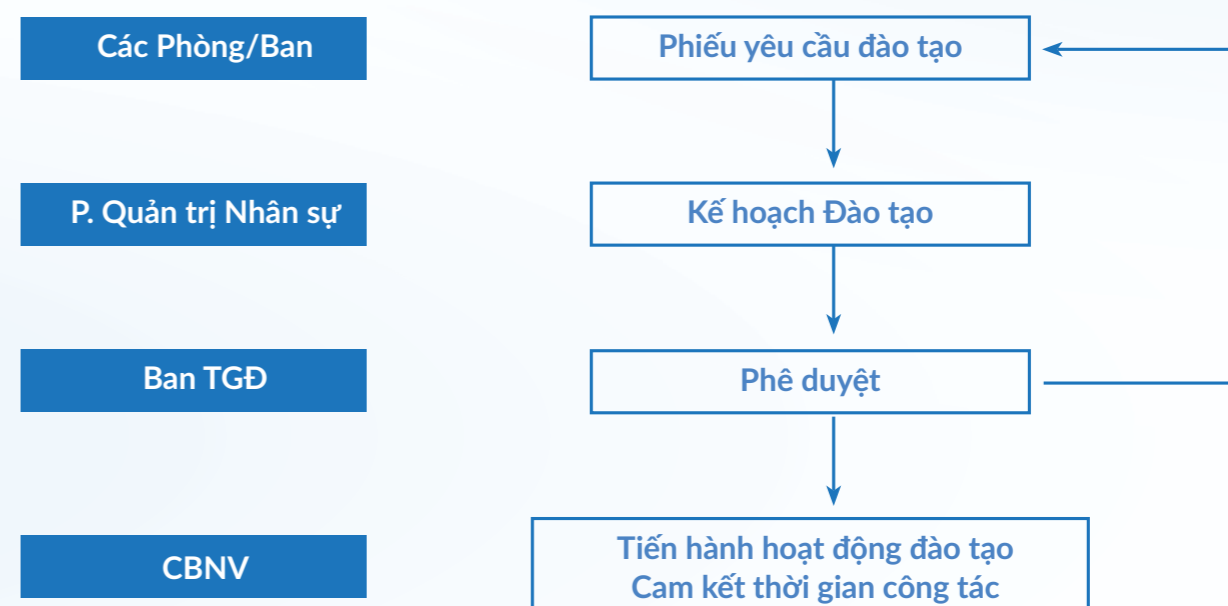 Các Phòng/Ban
Phiếu yêu cầu đào tạo
P. Quản trị Nhân sự
Kế hoạch Đào tạo
Ban TGĐ
Phê duyệt
CBNV
Tiến hành hoạt động đào tạo
Cam kết thời gian công tác